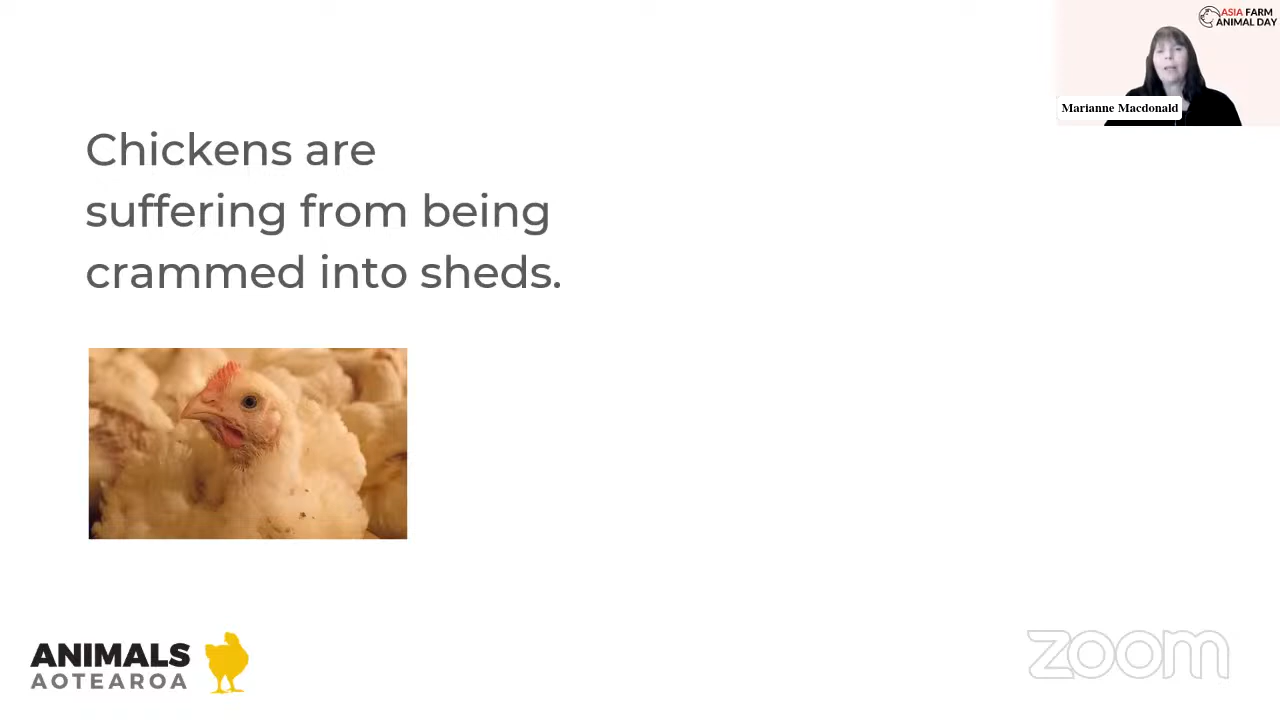 ASIA FARM
ANIMAL DAY
Marianne Macdonald
Chickens are
suffering from being
crammed into sheds.
ANIMALS
AOTEAROA
zoom